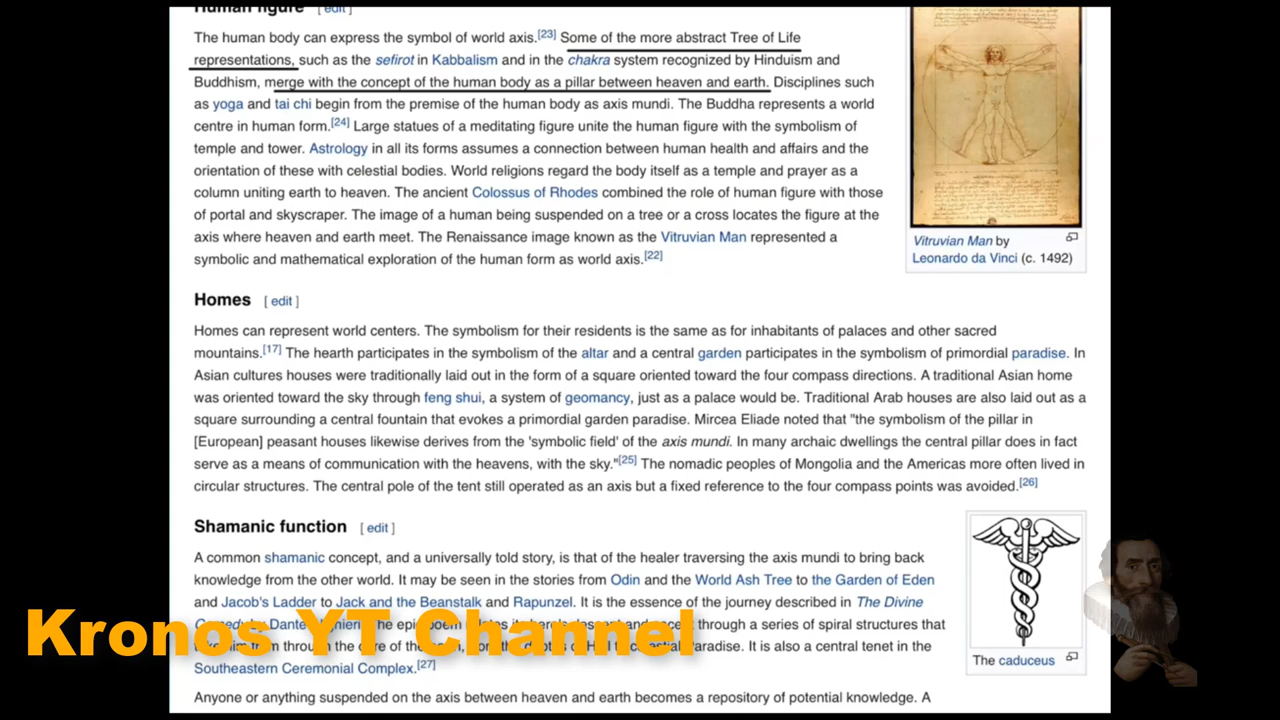 Human figure [ edit ]
The human body can express the symbol of world axis.[23] Some of the more abstract Tree of Life
representations, such as the sefirot in Kabbalism and in the chakra system recognized by Hinduism and
Buddhism, merge with the concept of the human body as a pillar between heaven and earth. Disciplines such
as yoga and tai chi begin from the premise of the human body as axis mundi. The Buddha represents a world
centre in human form.[24] Large statues of a meditating figure unite the human figure with the symbolism of
temple and tower. Astrology in all its forms assumes a connection between human health and affairs and the
orientation of these with celestial bodies. World religions regard the body itself as a temple and prayer as a
column uniting earth to heaven. The ancient Colossus of Rhodes combined the role of human figure with those
of portal and skyscraper. The image of a human being suspended on a tree or a cross locates the figure at the
axis where heaven and earth meet. The Renaissance image known as the Vitruvian Man represented a
symbolic and mathematical exploration of the human form as world axis.[22]
Vitruvian Man by
Leonardo da Vinci (c. 1492)
Homes [ edit ]
Homes can represent world centers. The symbolism for their residents is the same as for inhabitants of palaces and other sacred
mountains.[17] The hearth participates in the symbolism of the altar and a central garden participates in the symbolism of primordial paradise. In
Asian cultures houses were traditionally laid out in the form of a square oriented toward the four compass directions. A traditional Asian home
was oriented toward the sky through feng shui, a system of geomancy, just as a palace would be. Traditional Arab houses are also laid out as a
square surrounding a central fountain that evokes a primordial garden paradise. Mircea Eliade noted that "the symbolism of the pillar in
[European] peasant houses likewise derives from the 'symbolic field' of the axis mundi. In many archaic dwellings the central pillar does in fact
serve as a means of communication with the heavens, with the sky."[25] The nomadic peoples of Mongolia and the Americas more often lived in
circular structures. The central pole of the tent still operated as an axis but a fixed reference to the four compass points was avoided.[26]
Shamanic function [ edit ]
A common shamanic concept, and a universally told story, is that of the healer traversing the axis mundi to bring back
knowledge from the other world. It may be seen in the stories from Odin and the World Ash Tree to the Garden of Eden
and Jacob's Ladder to Jack and the Beanstalk and Rapunzel. It is the essence of the journey described in The Divine
by Dante The epic poem and through a series of spiral structures that
through the of the Paradise. It is also a central tenet in the
Southeastern Ceremonial Complex.[27]
Anyone or anything suspended on the axis between heaven and earth becomes a repository of potential knowledge. A
The caduceus
Kronos YT Channel